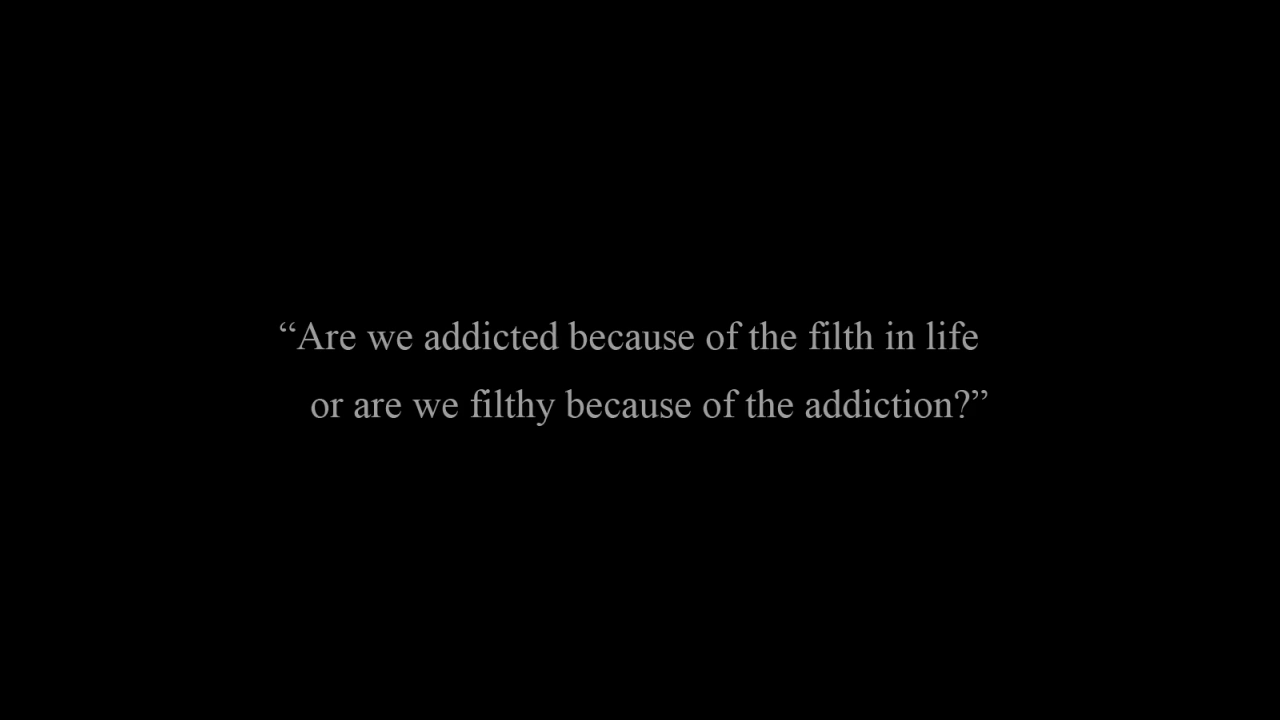 “Are we addicted because of the filth in life
or are we filthy because of the addiction?”